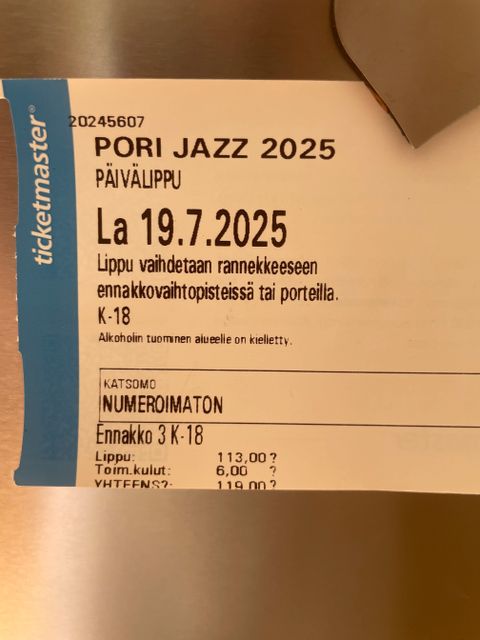 ticketmaster®
20245607
PORI JAZZ 2025
PÄIVÄLIPPU
La 19.7.2025
Lippu vaihdetaan rannekkeeseen
ennakkovaihtopisteissä tai porteilla.
K-18
Alkoholin tuominen alueelle on kielletty.
KATSOMO
NUMEROIMATON
Ennakko 3 K-18
Lippu: 113,00?
Toim.kulut: 6,00 ?
YHTEENS?: 119,00 ?